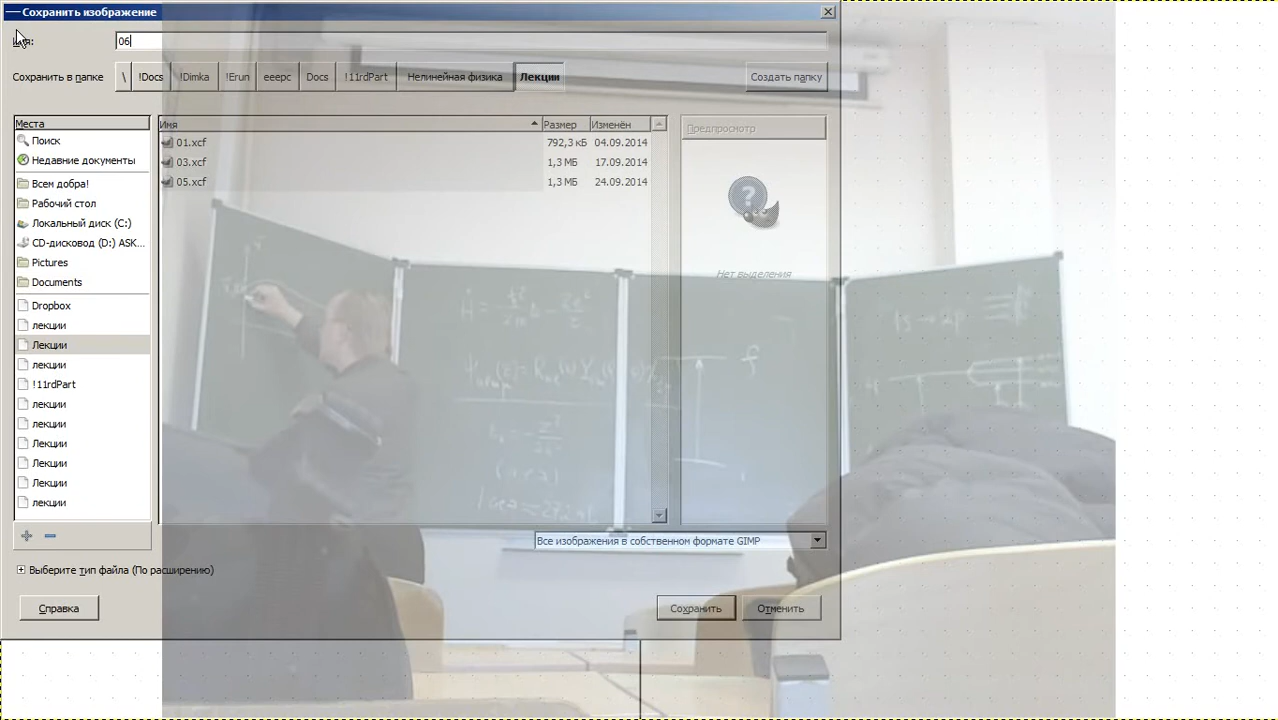 Сохранить изображение
Имя: 06
Сохранить в папке \ !Docs !Dimka !Erun eeepc Docs !11rdPart Нелинейная физика Лекции Создать папку
Места
Поиск
Недавние документы
Всем добра!
Рабочий стол
Локальный диск (C:)
CD-дисковод (D:) ASK...
Pictures
Documents
Dropbox
лекции
Лекции
лекции
!11rdPart
лекции
лекции
Лекции
Лекции
Лекции
лекции
Имя Размер Изменён
01.xcf 792,3 кБ 04.09.2014
03.xcf 1,3 МБ 17.09.2014
05.xcf 1,3 МБ 24.09.2014
Предпросмотр
Нет выделения
Все изображения в собственном формате GIMP
Выберите тип файла (По расширению)
Справка Сохранить Отменить